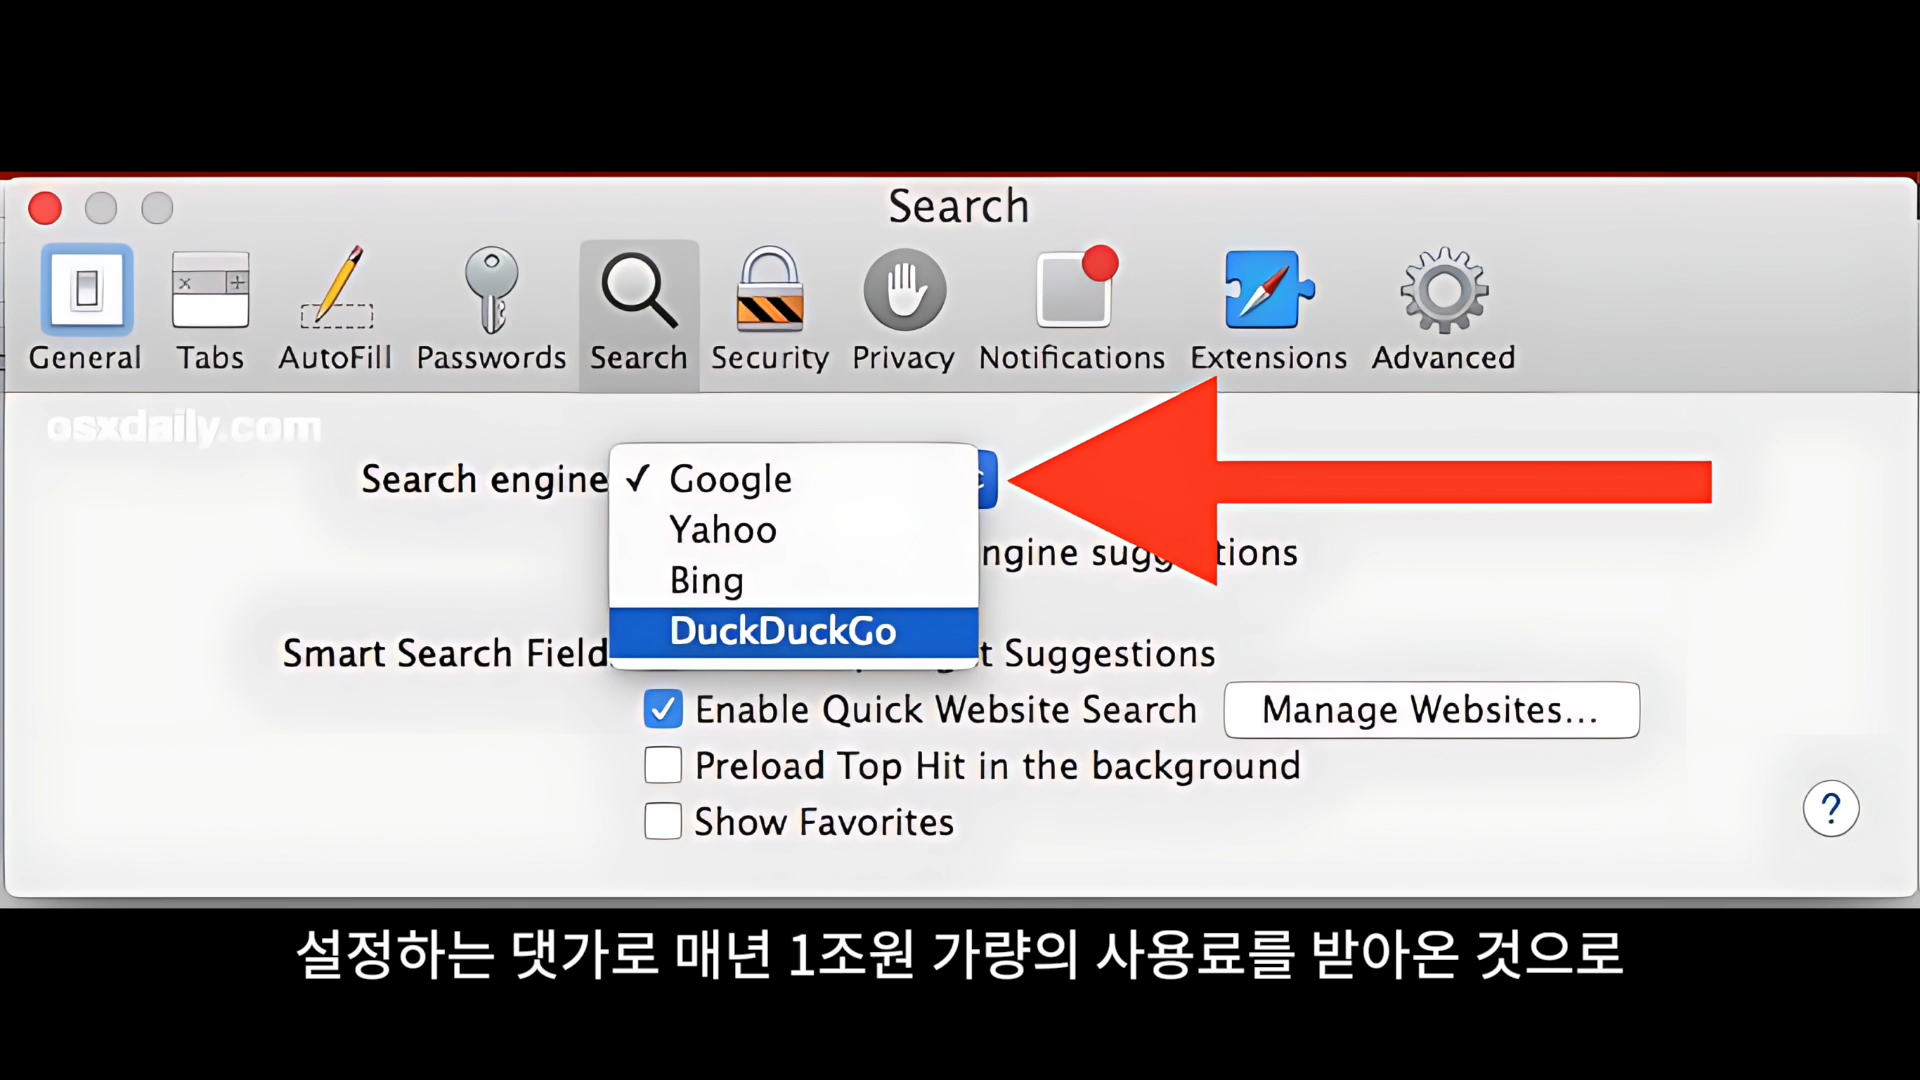 Search
General Tabs AutoFill Passwords Search Security Privacy Notifications Extensions Advanced
osxdaily.com
Search engine ✓ Google
Yahoo
Bing
DuckDuckGo
Smart Search Field Suggestions
Enable Quick Website Search Manage Websites...
Preload Top Hit in the background
Show Favorites
?
설정하는 댓가로 매년 1조원 가량의 사용료를 받아온 것으로